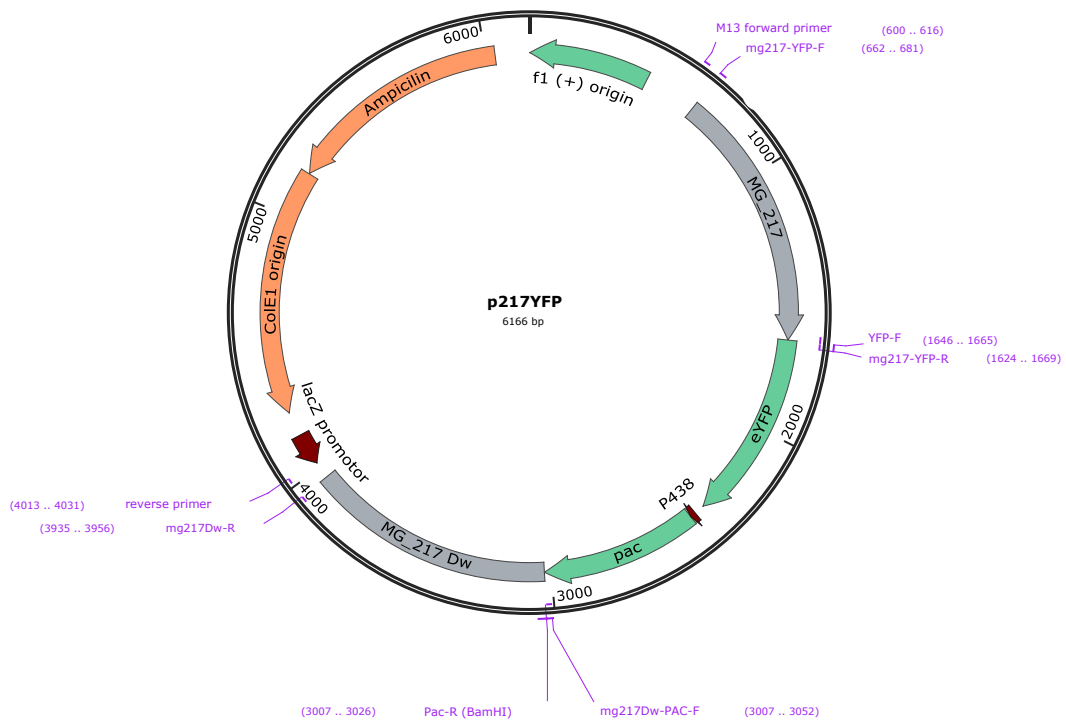 6000
M13 forward primer (600 .. 616)
mg217-YFP-F (662 .. 681)
Ampicilin
f1 (+) origin
1000
MG_217
5000
ColE1 origin
p217YFP
6166 bp
YFP-F (1646 .. 1665)
mg217-YFP-R (1624 .. 1669)
lacZ promotor
eYFP
2000
P438
(4013 .. 4031) reverse primer
4000
(3935 .. 3956) mg217Dw-R
MG_217 Dw
pac
3000
(3007 .. 3026) Pac-R (BamHI)
mg217Dw-PAC-F (3007 .. 3052)